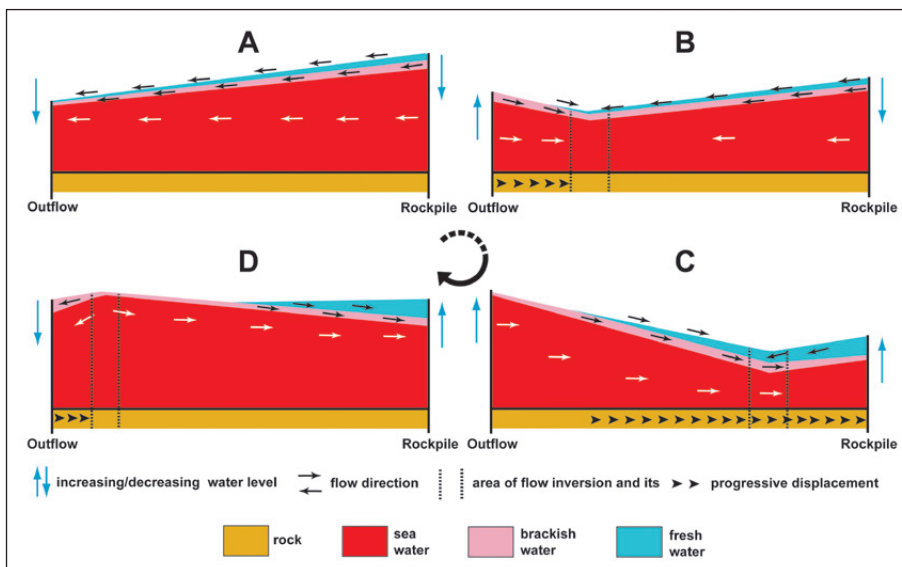 A
B
Outflow
Rockpile
Outflow
Rockpile
D
C
Outflow
Rockpile
Outflow
Rockpile
increasing/decreasing water level
flow direction
area of flow inversion and its
progressive displacement
rock
sea
water
brackish
water
fresh
water